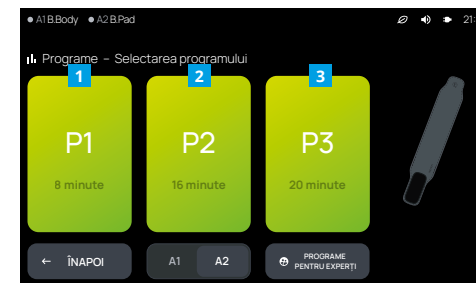 A1 B.Body A2 B.Pad 21:
Programe – Selectarea programului
1 2 3
P1 P2 P3
8 minute 16 minute 20 minute
← ÎNAPOI A1 A2 PROGRAME
PENTRU EXPERȚI